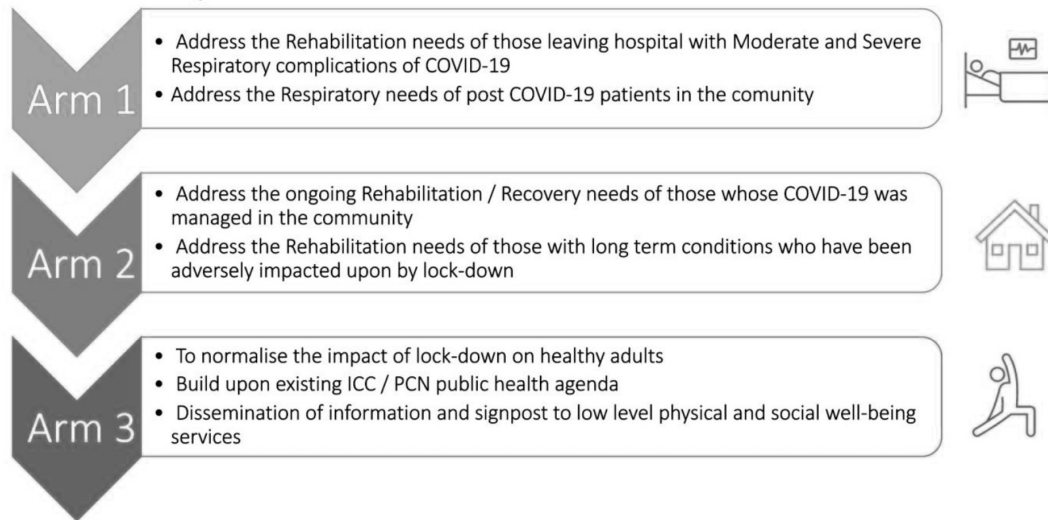 Arm 1
• Address the Rehabilitation needs of those leaving hospital with Moderate and Severe
Respiratory complications of COVID-19
• Address the Respiratory needs of post COVID-19 patients in the comunity
Arm 2
• Address the ongoing Rehabilitation / Recovery needs of those whose COVID-19 was
managed in the community
• Address the Rehabilitation needs of those with long term conditions who have been
adversely impacted upon by lock-down
Arm 3
• To normalise the impact of lock-down on healthy adults
• Build upon existing ICC / PCN public health agenda
• Dissemination of information and signpost to low level physical and social well-being
services